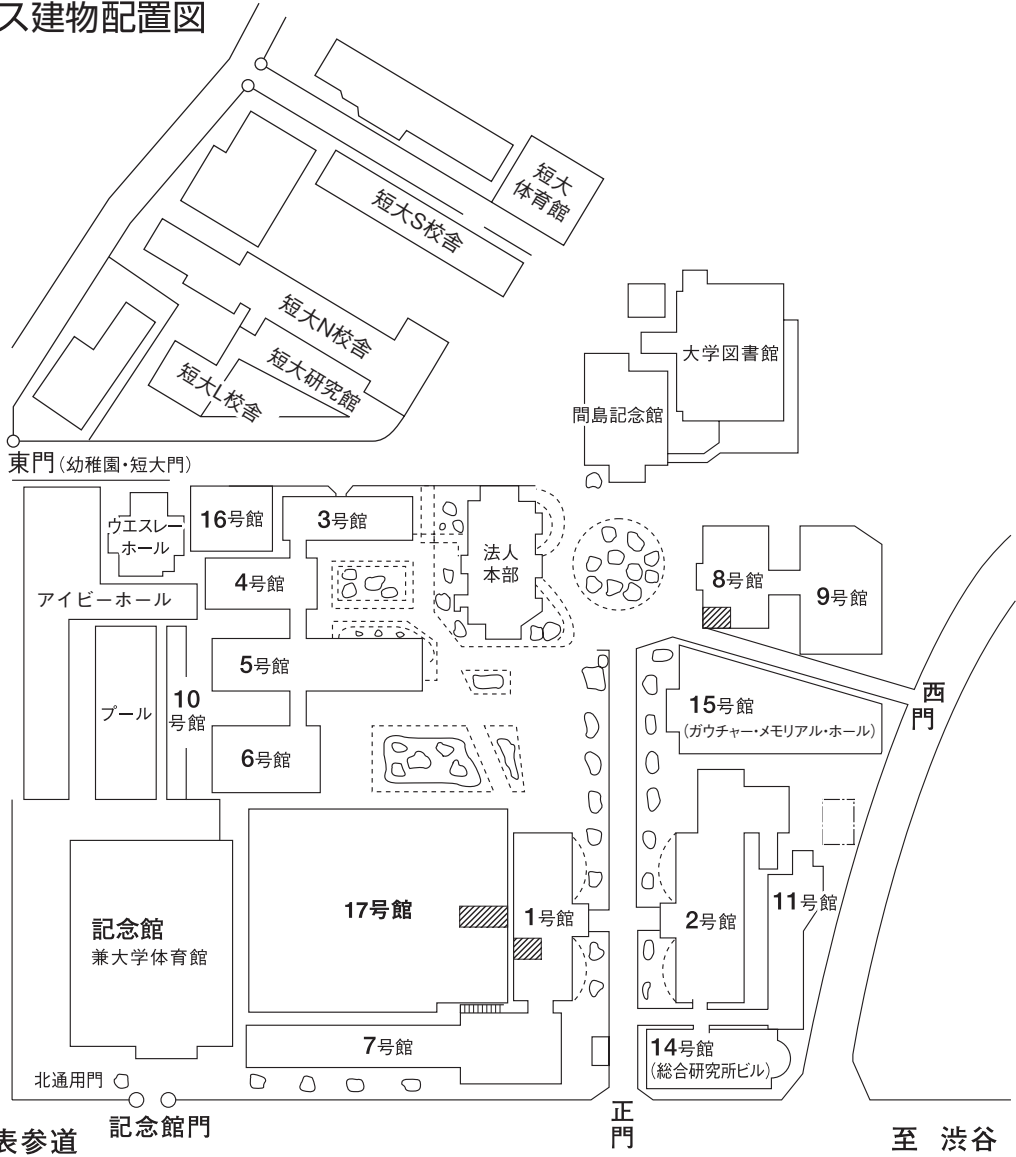 ス建物配置図
短大
体育館
短大S校舎
短大N校舎
短大研究館
短大L校舎
大学図書館
間島記念館
東門(幼稚園・短大門)
ウエスレー
ホール
16号館
3号館
法人
本部
4号館
8号館
9号館
アイビーホール
5号館
10
号館
プール
6号館
15号館
(ガウチャー・メモリアル・ホール)
西
門
17号館
1号館
2号館
11号館
記念館
兼大学体育館
7号館
14号館
(総合研究所ビル)
北通用門
記念館門
正
門
表参道
至 渋谷